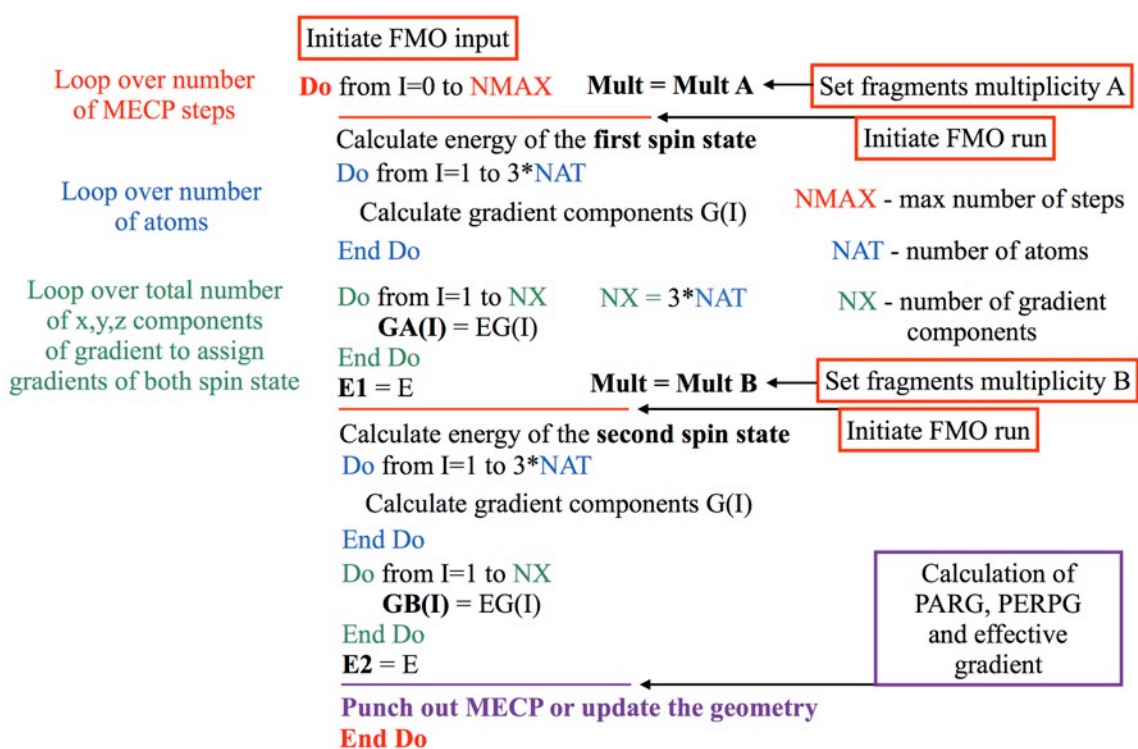 Initiate FMO input
Loop over number
of MECP steps
Do from I=0 to NMAX
Mult = Mult A
Set fragments multiplicity A
Initiate FMO run
Calculate energy of the first spin state
Do from I=1 to 3*NAT
Loop over number
of atoms
Calculate gradient components G(I)
NMAX - max number of steps
End Do
NAT - number of atoms
Loop over total number
of x,y,z components
of gradient to assign
gradients of both spin state
Do from I=1 to NX
NX = 3*NAT
NX - number of gradient
components
GA(I) = EG(I)
End Do
E1 = E
Mult = Mult B
Set fragments multiplicity B
Initiate FMO run
Calculate energy of the second spin state
Do from I=1 to 3*NAT
Calculate gradient components G(I)
End Do
Do from I=1 to NX
GB(I) = EG(I)
End Do
E2 = E
Calculation of
PARG, PERPG
and effective
gradient
Punch out MECP or update the geometry
End Do